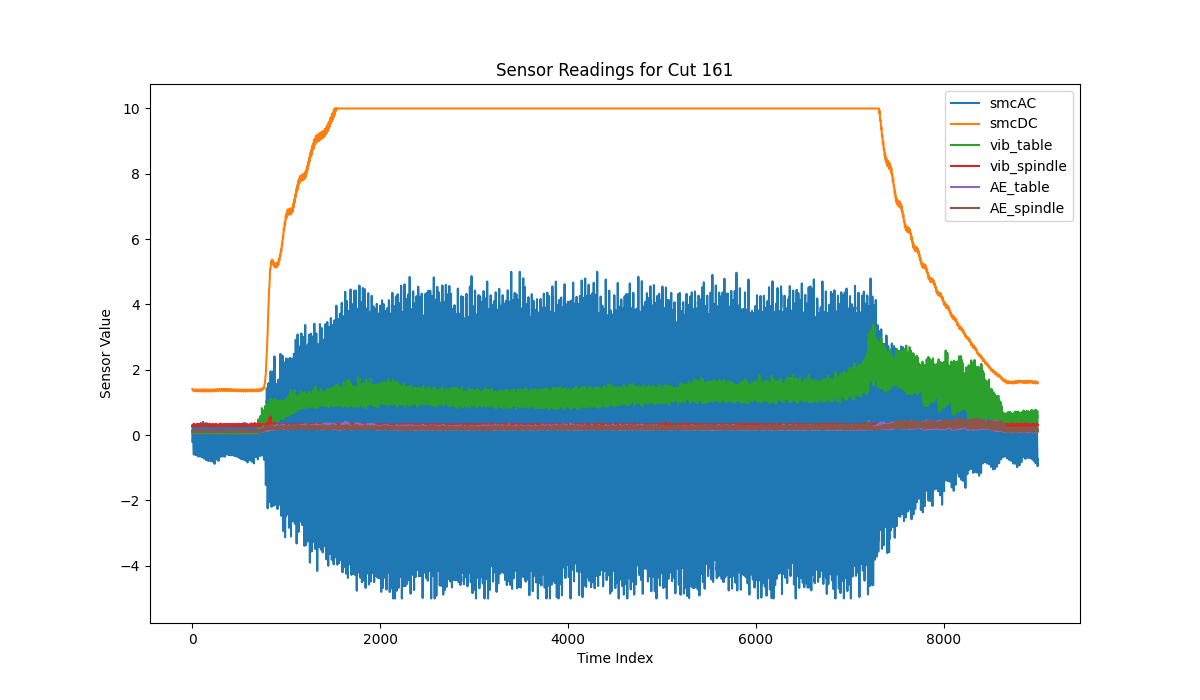 Sensor Readings for Cut 161
10
8
6
4
2
0
−2
−4
Sensor Value
smcAC
smcDC
vib_table
vib_spindle
AE_table
AE_spindle
0 2000 4000 6000 8000
Time Index